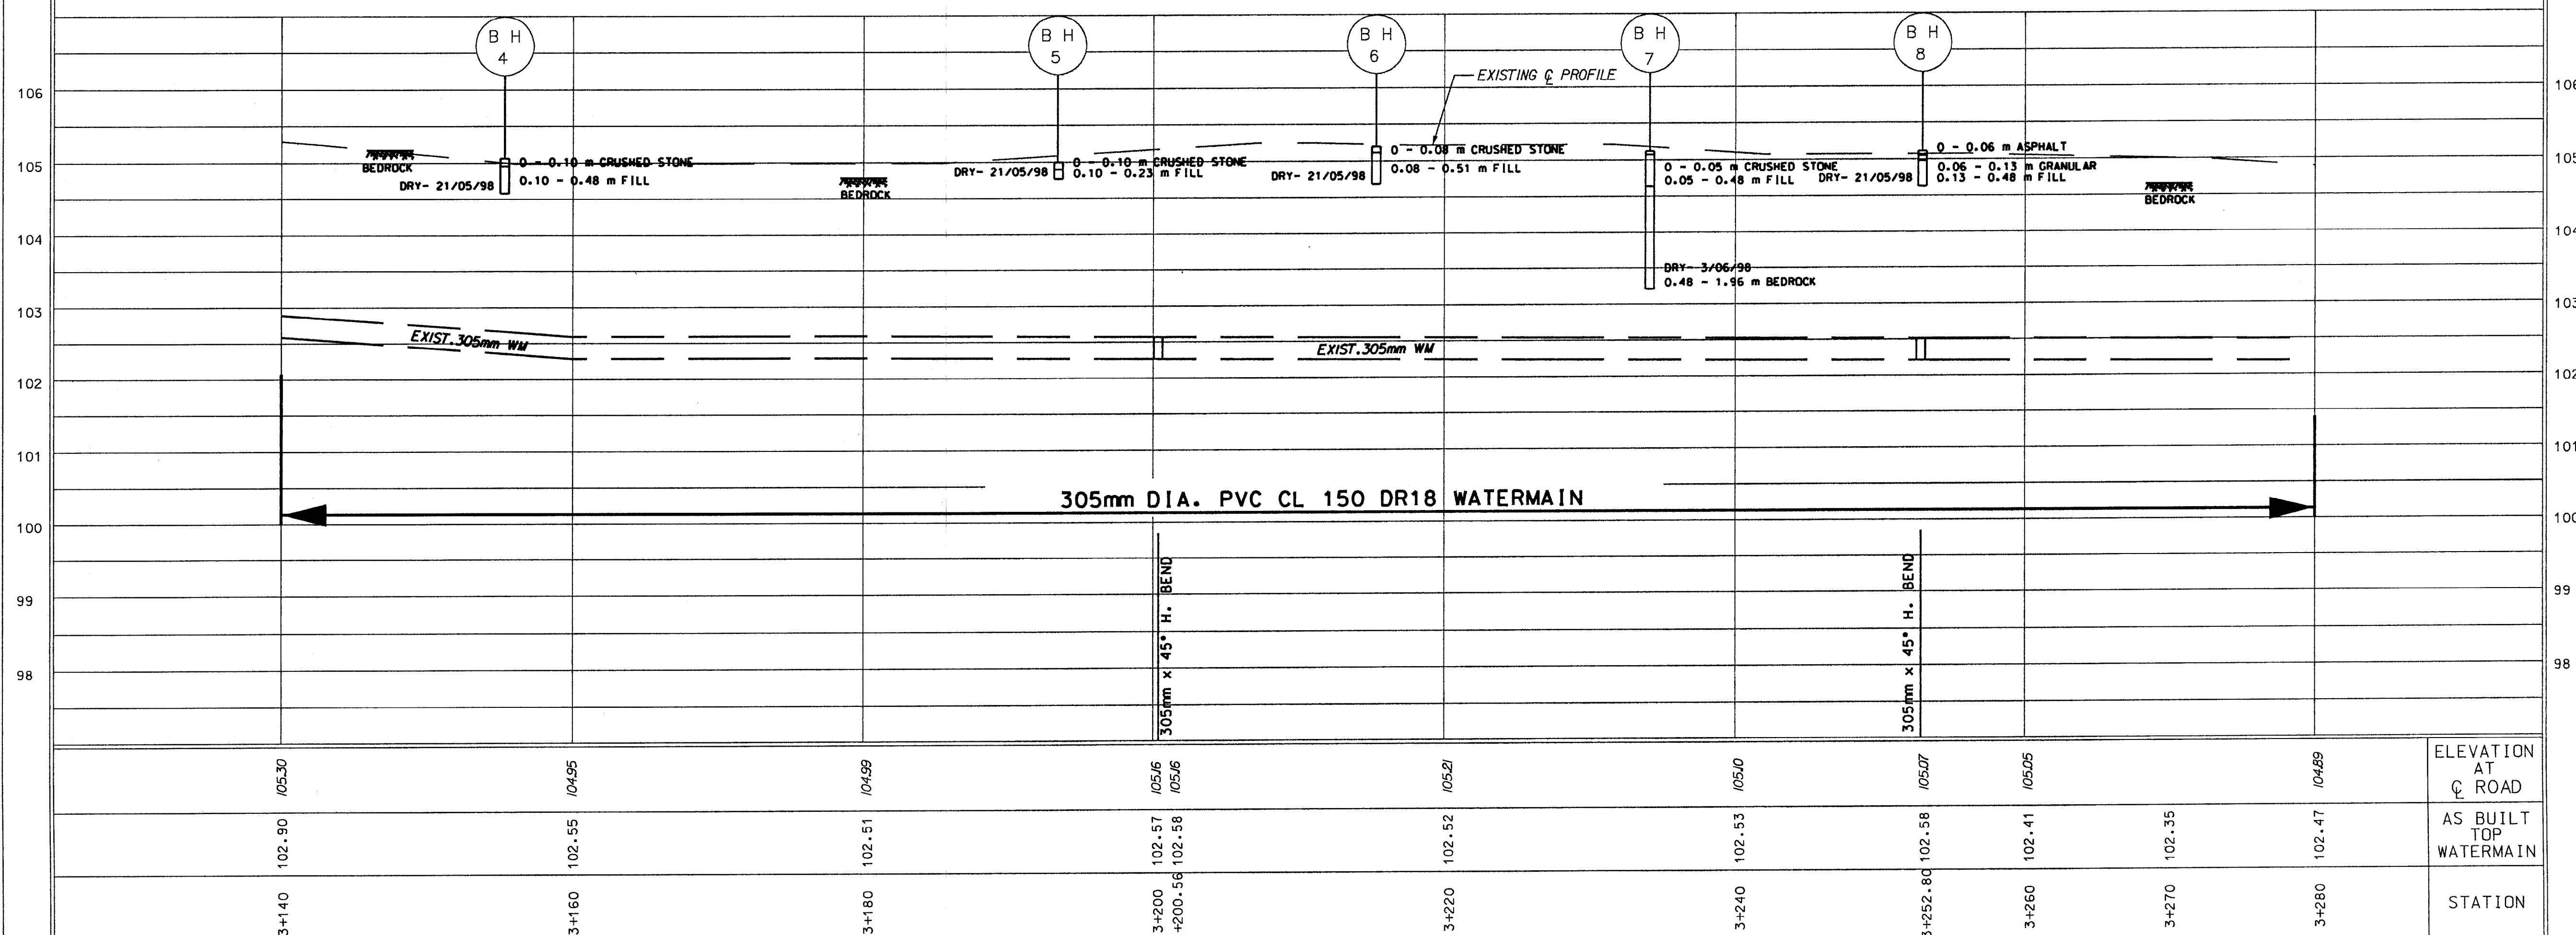 B H
4
B H
5
B H
6
B H
7
B H
8
EXISTING ℄ PROFILE
106
106
105
105
104
104
103
103
102
102
101
101
100
100
99
99
98
98
BEDROCK
0 - 0.10 m CRUSHED STONE
0.10 - 0.48 m FILL
DRY- 21/05/98
BEDROCK
DRY- 21/05/98
0 - 0.10 m CRUSHED STONE
0.10 - 0.23 m FILL
DRY- 21/05/98
0 - 0.08 m CRUSHED STONE
0.08 - 0.51 m FILL
0 - 0.05 m CRUSHED STONE
0.05 - 0.48 m FILL
DRY- 3/06/98
0.48 - 1.96 m BEDROCK
DRY- 21/05/98
0 - 0.06 m ASPHALT
0.06 - 0.13 m GRANULAR
0.13 - 0.48 m FILL
BEDROCK
EXIST.305mm WM
EXIST.305mm WM
305mm DIA. PVC CL 150 DR18 WATERMAIN
305mm x 45° H. BEND
305mm x 45° H. BEND
105.30
104.95
104.99
105.16
105.16
105.21
105.10
105.07
105.05
104.89
ELEVATION
AT
℄ ROAD
102.90
102.55
102.51
102.57
102.58
102.52
102.53
102.58
102.41
102.35
102.47
AS BUILT
TOP
WATERMAIN
3+140
3+160
3+180
3+200
+200.56
3+220
3+240
3+252.80
3+260
3+270
3+280
STATION